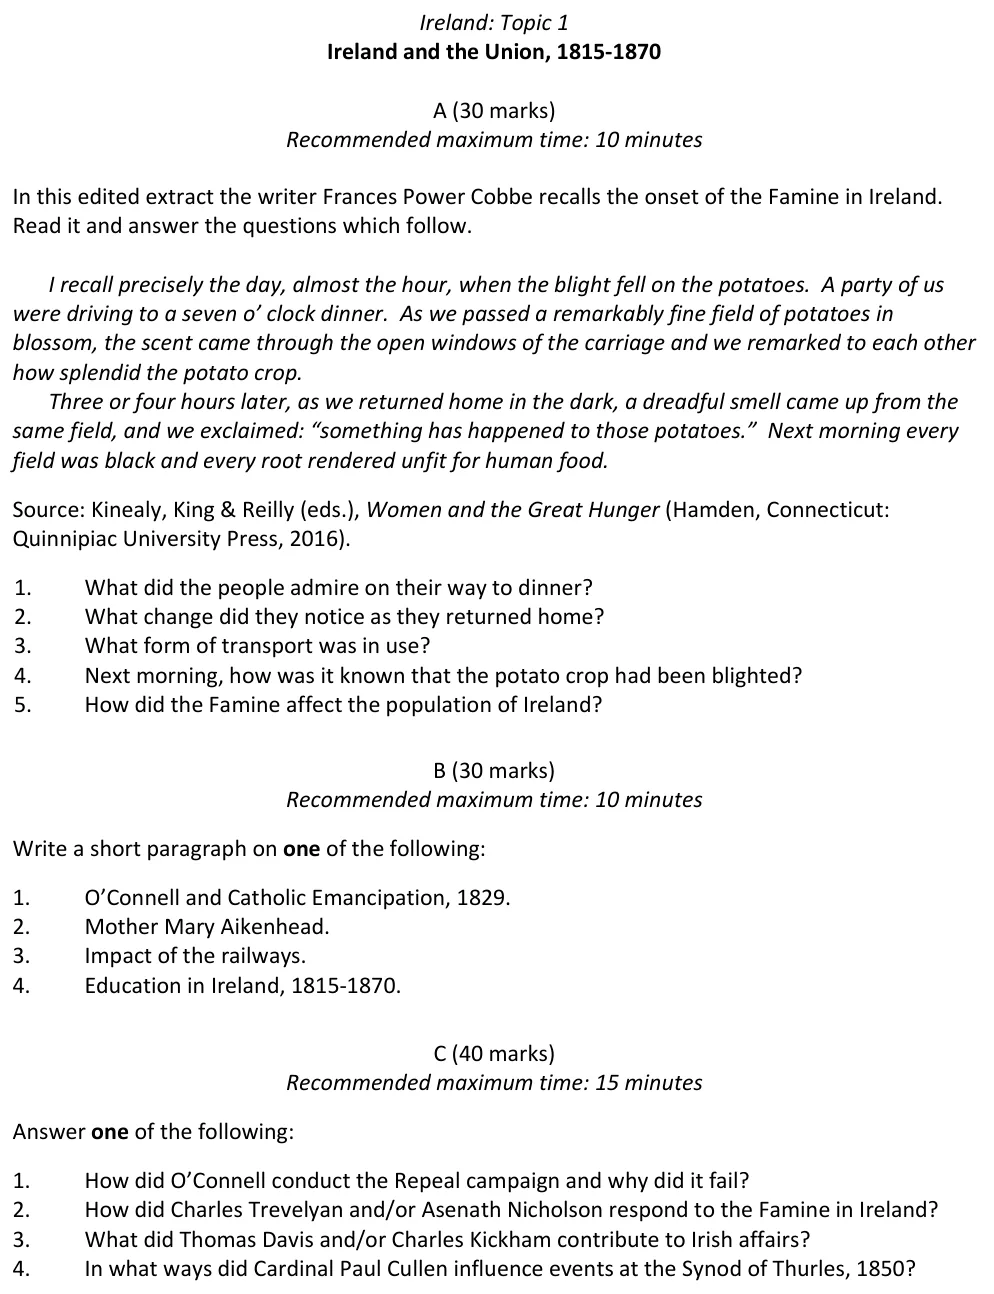 Ireland: Topic 1
Ireland and the Union, 1815-1870
A (30 marks)
Recommended maximum time: 10 minutes
In this edited extract the writer Frances Power Cobbe recalls the onset of the Famine in Ireland.
Read it and answer the questions which follow.
I recall precisely the day, almost the hour, when the blight fell on the potatoes.  A party of us
were driving to a seven o’ clock dinner.  As we passed a remarkably fine field of potatoes in
blossom, the scent came through the open windows of the carriage and we remarked to each other
how splendid the potato crop.
Three or four hours later, as we returned home in the dark, a dreadful smell came up from the
same field, and we exclaimed: “something has happened to those potatoes.”  Next morning every
field was black and every root rendered unfit for human food.
Source: Kinealy, King & Reilly (eds.), Women and the Great Hunger (Hamden, Connecticut:
Quinnipiac University Press, 2016).
1. What did the people admire on their way to dinner?
2. What change did they notice as they returned home?
3. What form of transport was in use?
4. Next morning, how was it known that the potato crop had been blighted?
5. How did the Famine affect the population of Ireland?
B (30 marks)
Recommended maximum time: 10 minutes
Write a short paragraph on one of the following:
1. O’Connell and Catholic Emancipation, 1829.
2. Mother Mary Aikenhead.
3. Impact of the railways.
4. Education in Ireland, 1815-1870.
C (40 marks)
Recommended maximum time: 15 minutes
Answer one of the following:
1. How did O’Connell conduct the Repeal campaign and why did it fail?
2. How did Charles Trevelyan and/or Asenath Nicholson respond to the Famine in Ireland?
3. What did Thomas Davis and/or Charles Kickham contribute to Irish affairs?
4. In what ways did Cardinal Paul Cullen influence events at the Synod of Thurles, 1850?